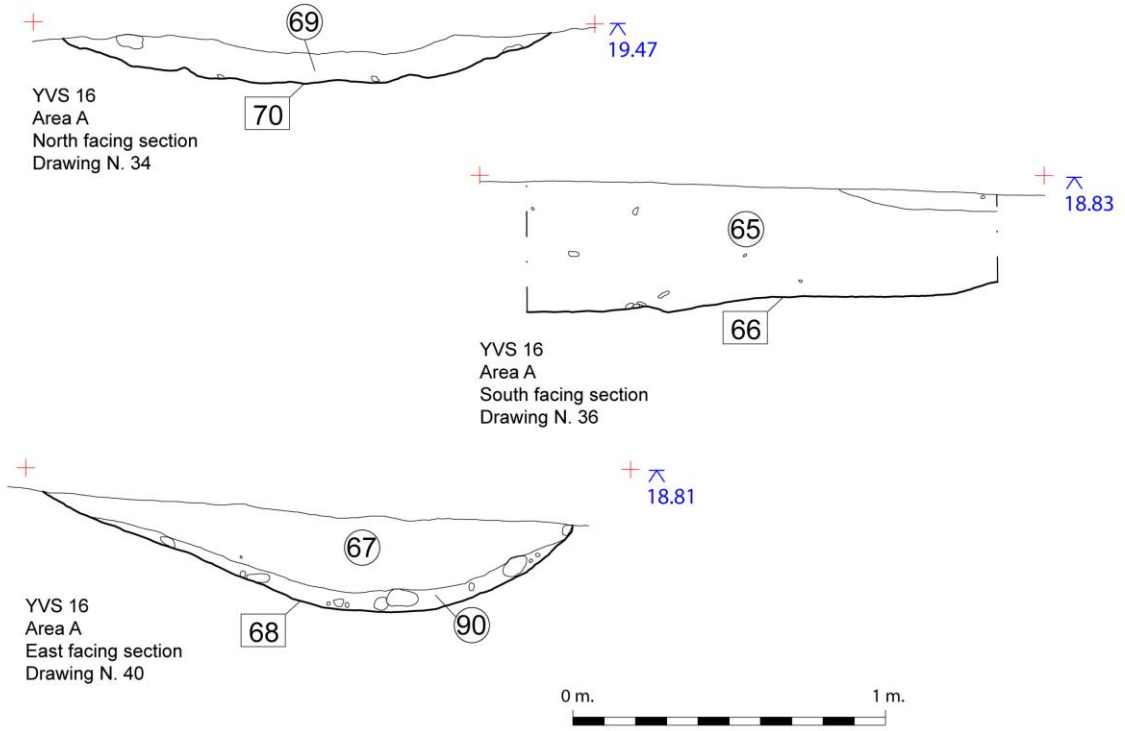 69
19.47
70
YVS 16
Area A
North facing section
Drawing N. 34
18.83
65
66
YVS 16
Area A
South facing section
Drawing N. 36
18.81
67
68
90
YVS 16
Area A
East facing section
Drawing N. 40
0 m.
1 m.